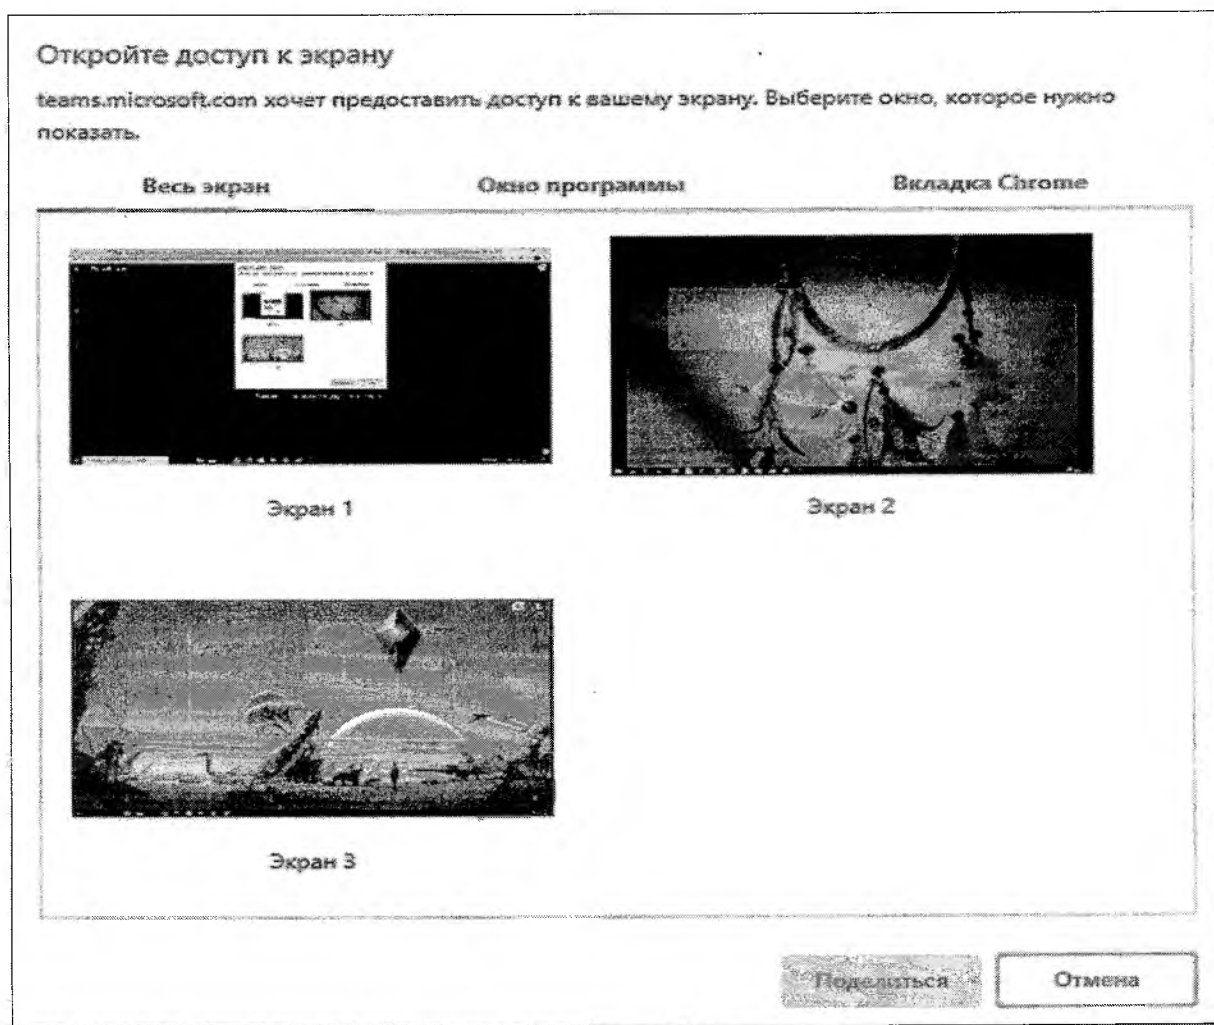 Откройте доступ к экрану
teams.microsoft.com хочет предоставить доступ к вашему экрану. Выберите окно, которое нужно
показать.
Весь экран
Окно программы
Вкладка Chrome
Экран 1
Экран 2
Экран 3
Поделиться
Отмена